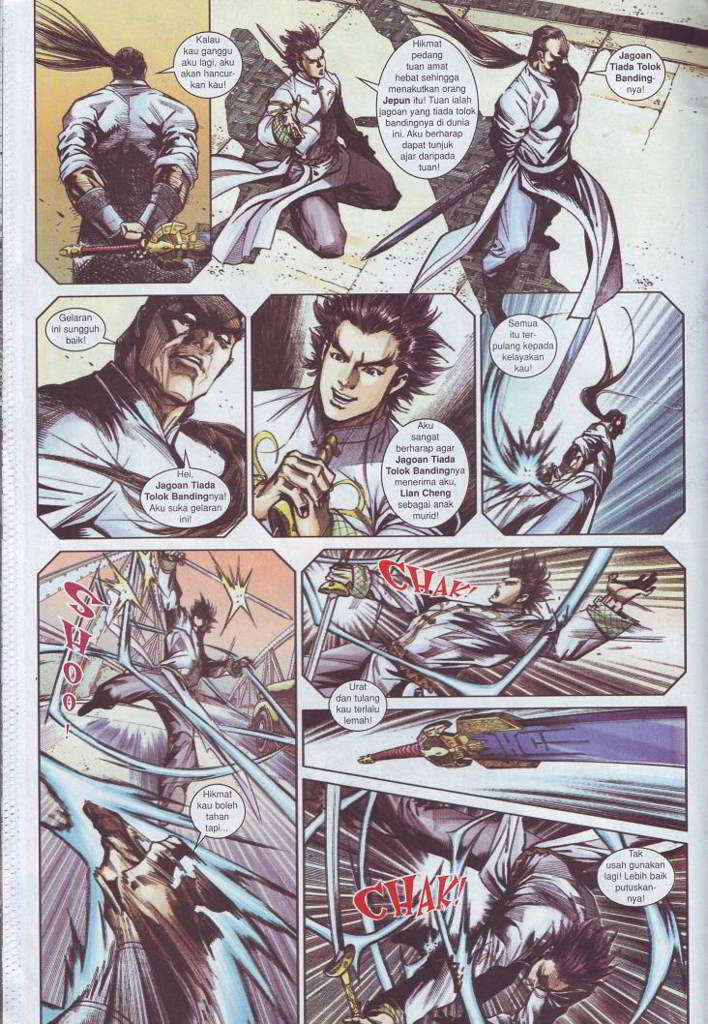 Kalau
kau ganggu
aku lagi, aku
akan hancur-
kan kau!
Hikmat
pedang
tuan amat
hebat sehingga
menakutkan orang
Jepun itu! Tuan ialah
jagoan yang tiada tolok
bandingnya di dunia
ini. Aku berharap
dapat tunjuk
ajar daripada
tuan!
Jagoan
Tiada Tolok
Banding-
nya!
Gelaran
ini sungguh
baik!
Hei,
Jagoan Tiada
Tolok Bandingnya!
Aku suka gelaran
ini!
Aku
sangat
berharap agar
Jagoan Tiada
Tolok Bandingnya
menerima aku,
Lian Cheng
sebagai anak
murid!
Semua
itu ter-
pulang kepada
kelayakan
kau!
SHOO!
Hikmat
kau boleh
tahan
tapi...
CHAK!
Urat
dan tulang
kau terlalu
lemah!
CHAK!
Tak
usah gunakan
lagi! Lebih baik
putuskan-
nya!